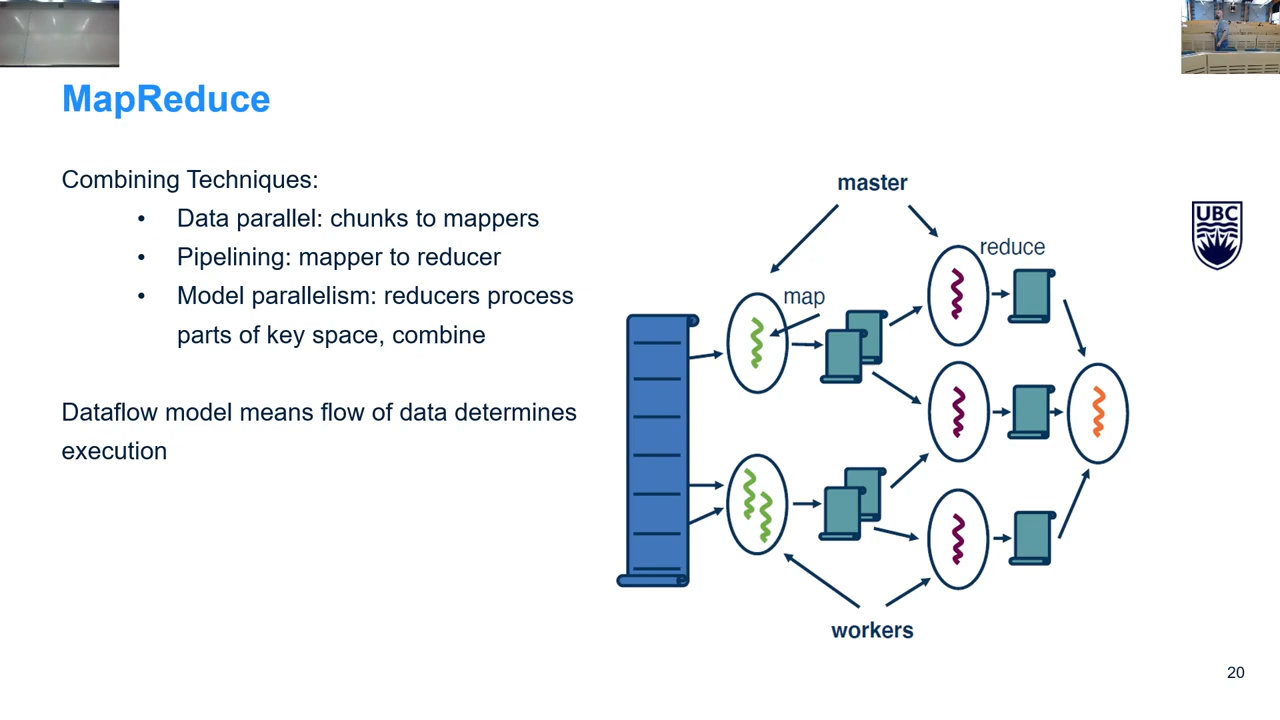 MapReduce
Combining Techniques:
• Data parallel: chunks to mappers
• Pipelining: mapper to reducer
• Model parallelism: reducers process
parts of key space, combine
Dataflow model means flow of data determines
execution
master
reduce
map
workers
UBC
20